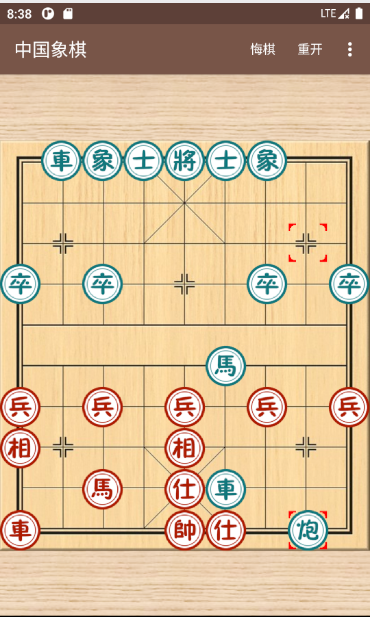 8:38 LTE
中国象棋 悔棋 重开
車 象 士 將 士 象
卒 卒 卒 卒
馬
兵 兵 兵 兵 兵
相 相
馬 仕 車
車 帥 仕 炮